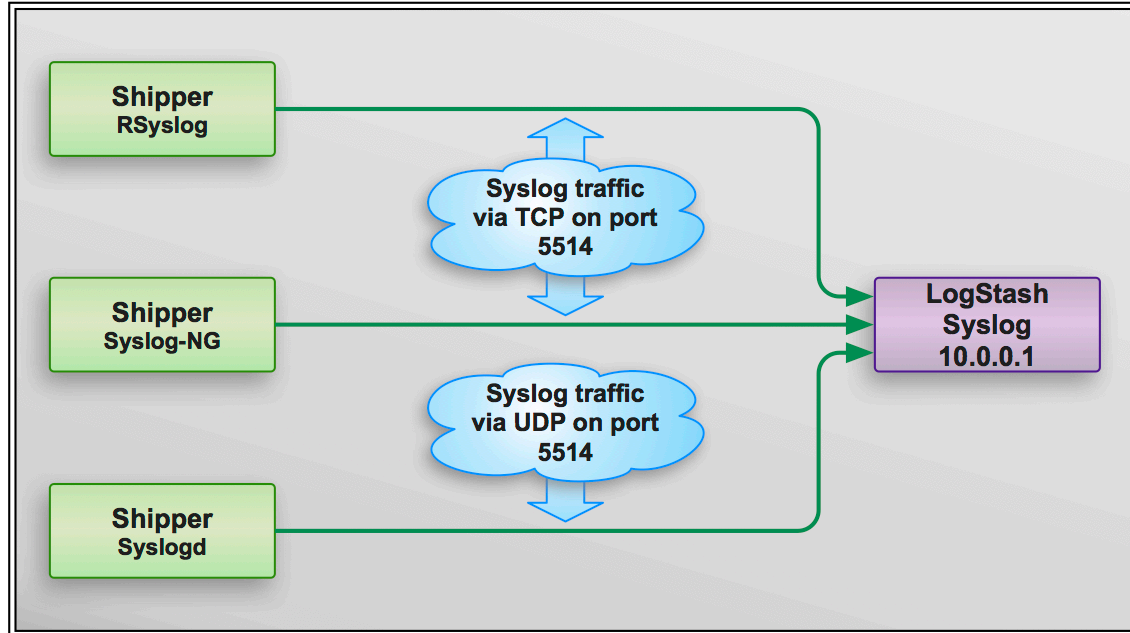 Shipper
RSyslog
Syslog traffic
via TCP on port
5514
Shipper
Syslog-NG
LogStash
Syslog
10.0.0.1
Syslog traffic
via UDP on port
5514
Shipper
Syslogd